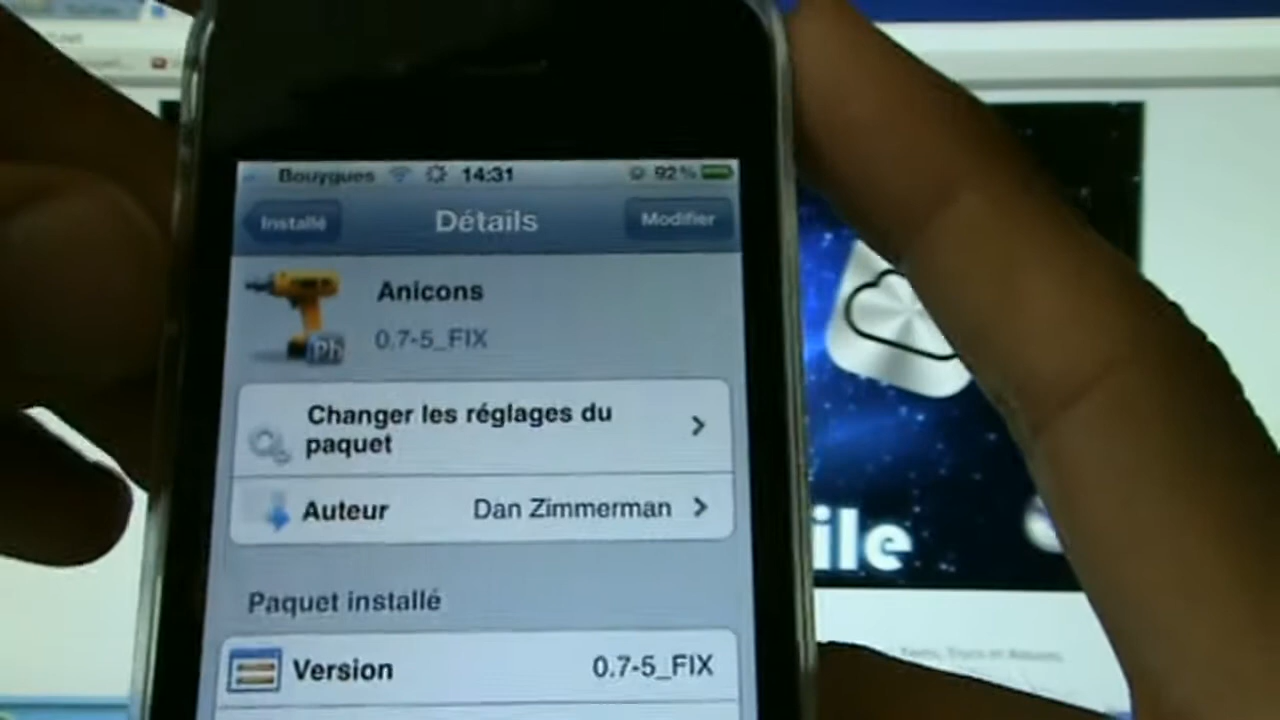 Bouygues 14:31 92%
Installé Détails Modifier
Anicons
0.7-5_FIX
Ph
Changer les réglages du
paquet
Auteur Dan Zimmerman
Paquet installé
Version 0.7-5_FIX
ile